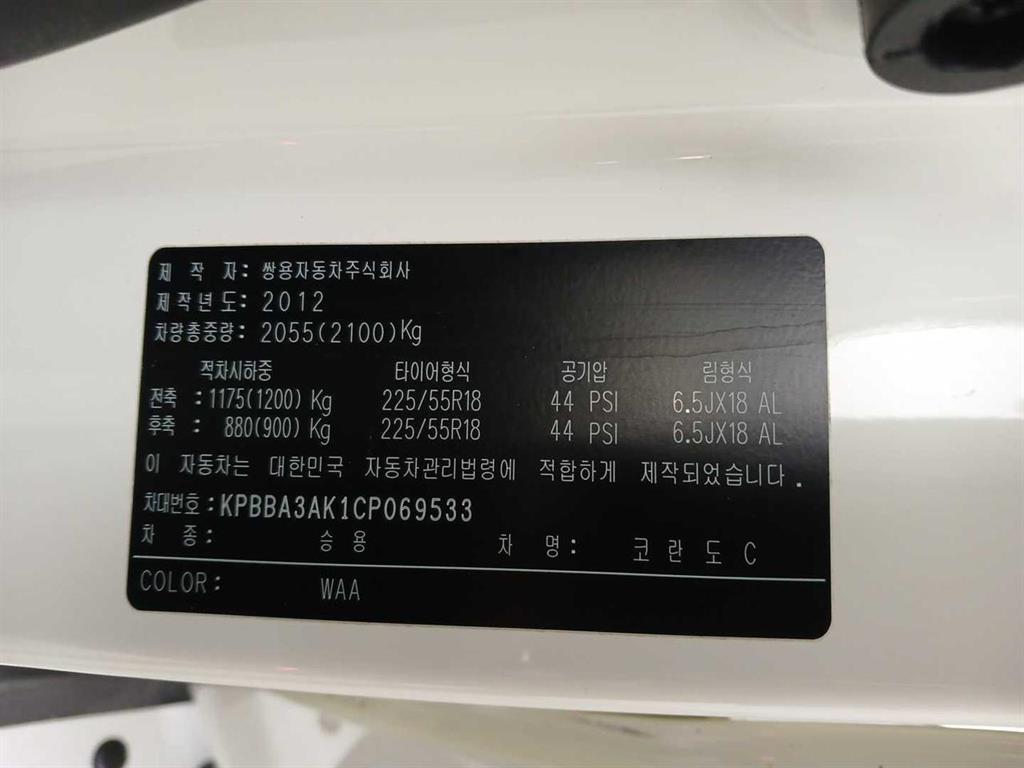 제 작 자: 쌍용자동차주식회사
제작년도: 2012
차량총중량: 2055(2100)Kg
적차시하중 타이어형식 공기압 림형식
전축 : 1175(1200) Kg 225/55R18 44 PSI 6.5JX18 AL
후축 : 880(900) Kg 225/55R18 44 PSI 6.5JX18 AL
이 자동차는 대한민국 자동차관리법령에 적합하게 제작되었습니다.
차대번호: KPBBA3AK1CP069533
차 종: 승 용 차 명: 코 란 도 C
COLOR: WAA